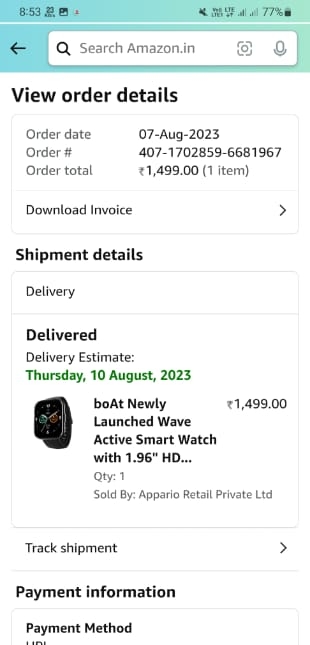 8:53 23 KB/s
Vo)) LTE LTE1 77%
Search Amazon.in
View order details
Order date 07-Aug-2023
Order # 407-1702859-6681967
Order total ₹1,499.00 (1 item)
Download Invoice
Shipment details
Delivery
Delivered
Delivery Estimate:
Thursday, 10 August, 2023
boAt Newly ₹1,499.00
Launched Wave
Active Smart Watch
with 1.96" HD...
Qty: 1
Sold By: Appario Retail Private Ltd
Track shipment
Payment information
Payment Method